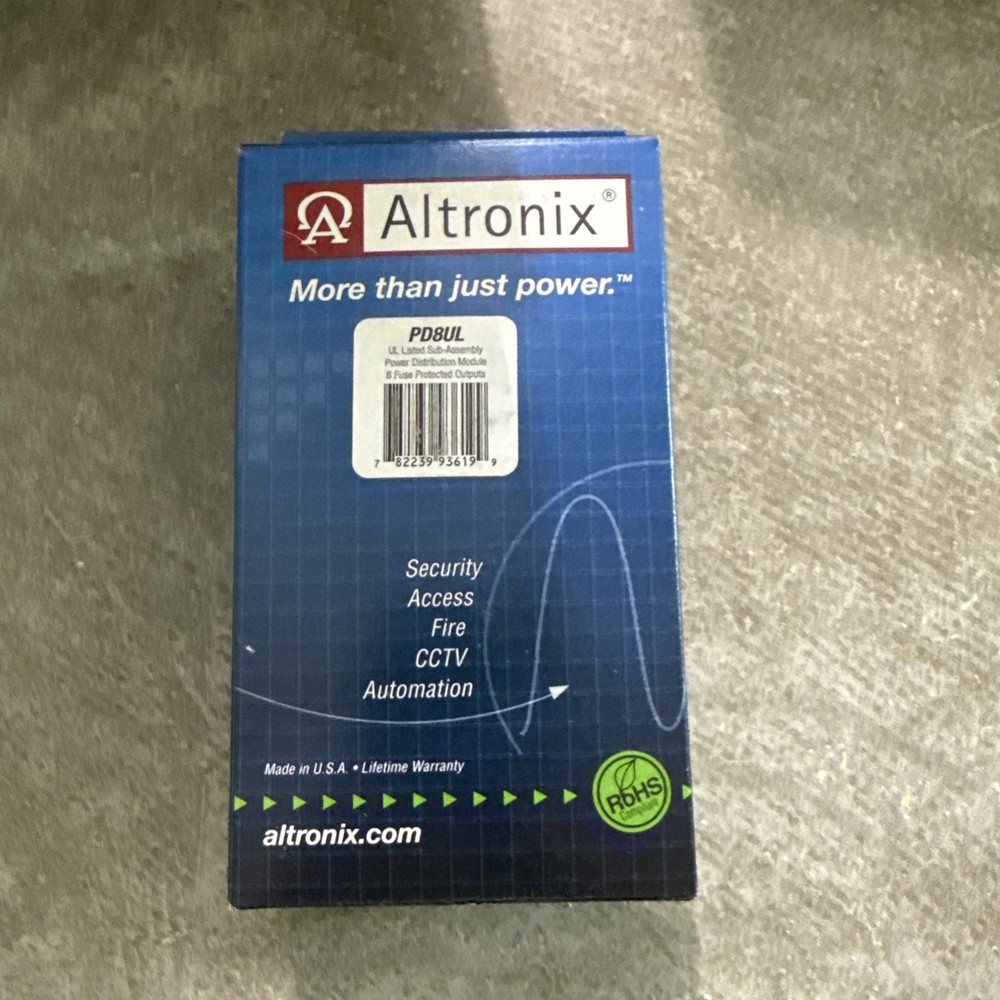 Altronix®
More than just power.™
PD8UL
UL Listed Sub-Assembly
Power Distribution Module
8 Fuse Protected Outputs
7 82239 93619 9
Security
Access
Fire
CCTV
Automation
Made in U.S.A. • Lifetime Warranty
RoHS
Compliant
altronix.com